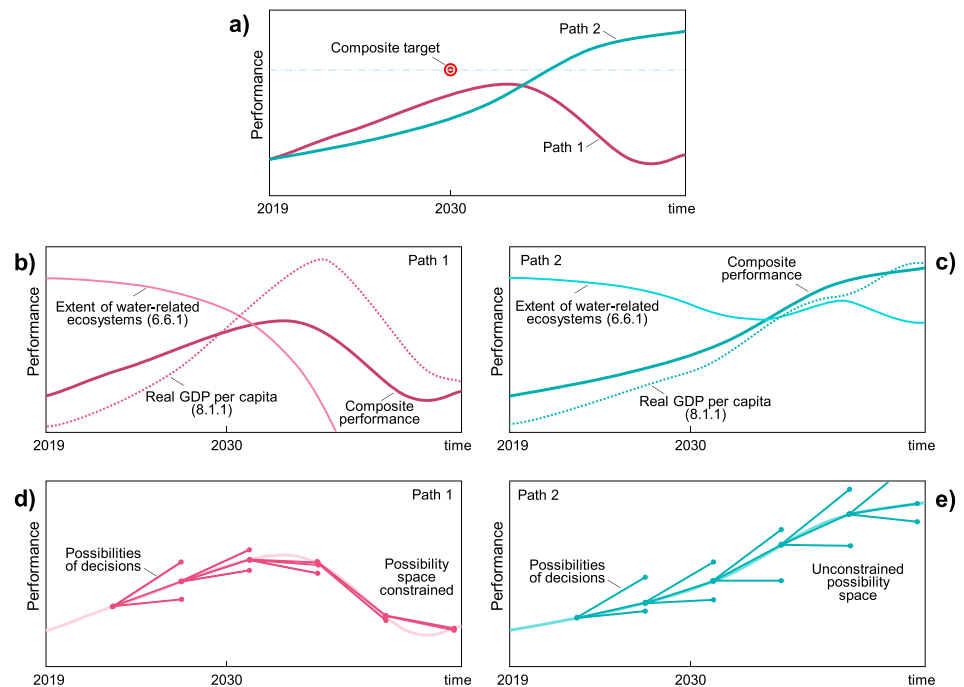 a)
Path 2
Composite target
Performance
Path 1
2019
2030
time
b)
Path 1
Extent of water-related
ecosystems (6.6.1)
Performance
Real GDP per capita
(8.1.1)
Composite
performance
2019
2030
time
c)
Path 2
Composite
performance
Extent of water-related
ecosystems (6.6.1)
Performance
Real GDP per capita
(8.1.1)
2019
2030
time
d)
Path 1
Possibilities
of decisions
Performance
Possibility
space
constrained
2019
2030
time
e)
Path 2
Possibilities
of decisions
Performance
Unconstrained
possibility
space
2019
2030
time